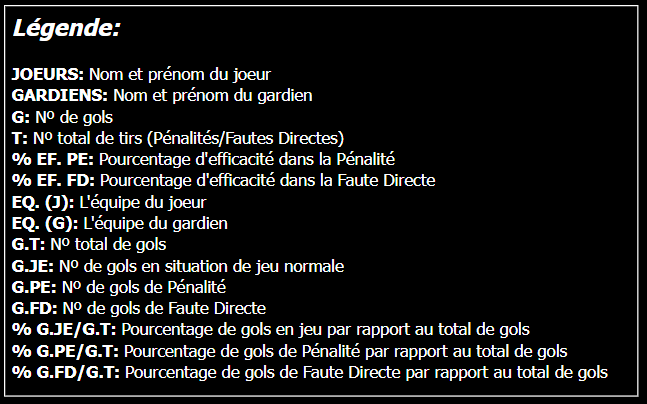 Légende:
JOEURS: Nom et prénom du joeur
GARDIENS: Nom et prénom du gardien
G: Nº de gols
T: Nº total de tirs (Pénalités/Fautes Directes)
% EF. PE: Pourcentage d'efficacité dans la Pénalité
% EF. FD: Pourcentage d'efficacité dans la Faute Directe
EQ. (J): L'équipe du joeur
EQ. (G): L'équipe du gardien
G.T: Nº total de gols
G.JE: Nº de gols en situation de jeu normale
G.PE: Nº de gols de Pénalité
G.FD: Nº de gols de Faute Directe
% G.JE/G.T: Pourcentage de gols en jeu par rapport au total de gols
% G.PE/G.T: Pourcentage de gols de Pénalité par rapport au total de gols
% G.FD/G.T: Pourcentage de gols de Faute Directe par rapport au total de gols